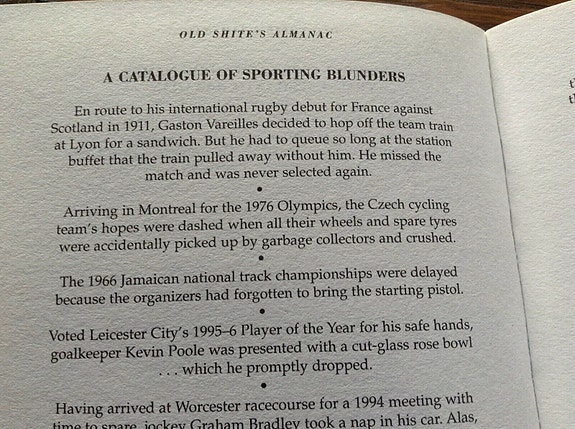 OLD SHITE'S ALMANAC
A CATALOGUE OF SPORTING BLUNDERS
En route to his international rugby debut for France against
Scotland in 1911, Gaston Vareilles decided to hop off the team train
at Lyon for a sandwich. But he had to queue so long at the station
buffet that the train pulled away without him. He missed the
match and was never selected again.
•
Arriving in Montreal for the 1976 Olympics, the Czech cycling
team's hopes were dashed when all their wheels and spare tyres
were accidentally picked up by garbage collectors and crushed.
•
The 1966 Jamaican national track championships were delayed
because the organizers had forgotten to bring the starting pistol.
•
Voted Leicester City's 1995–6 Player of the Year for his safe hands,
goalkeeper Kevin Poole was presented with a cut-glass rose bowl
. . . which he promptly dropped.
•
Having arrived at Worcester racecourse for a 1994 meeting with
time to spare, jockey Graham Bradley took a nap in his car. Alas,